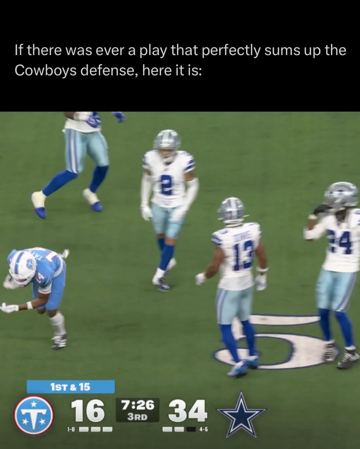 If there was ever a play that perfectly sums up the
Cowboys defense, here it is:
2
13
24
1ST & 15
T
16
7:26
3RD
34
1-8
4-6